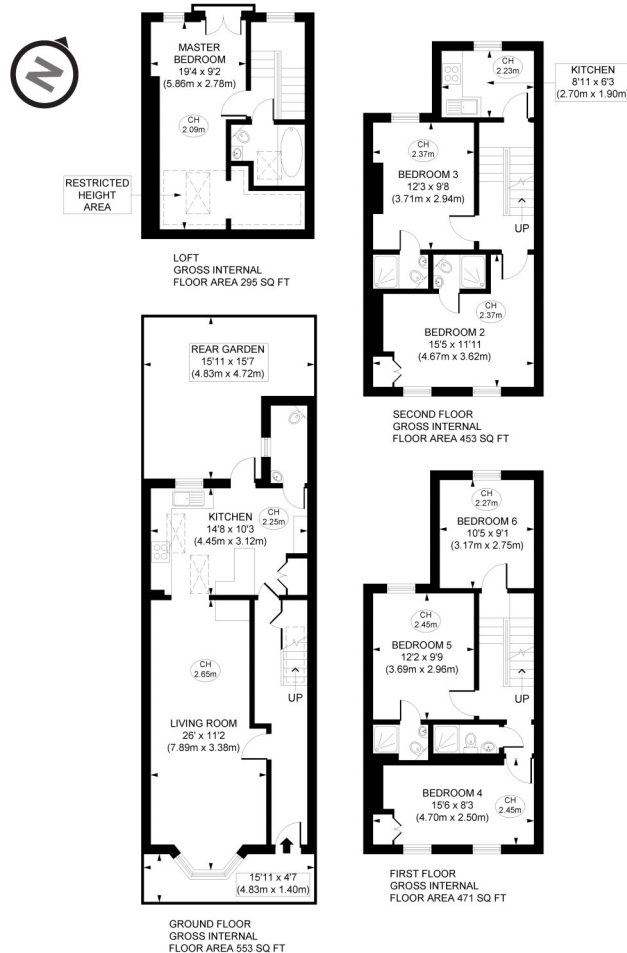 N
MASTER
BEDROOM
19'4 x 9'2
(5.86m x 2.78m)
CH
2.09m
RESTRICTED
HEIGHT
AREA
LOFT
GROSS INTERNAL
FLOOR AREA 295 SQ FT
CH
2.23m
KITCHEN
8'11 x 6'3
(2.70m x 1.90m)
CH
2.37m
BEDROOM 3
12'3 x 9'8
(3.71m x 2.94m)
UP
CH
2.37m
BEDROOM 2
15'5 x 11'11
(4.67m x 3.62m)
SECOND FLOOR
GROSS INTERNAL
FLOOR AREA 453 SQ FT
REAR GARDEN
15'11 x 15'7
(4.83m x 4.72m)
KITCHEN
14'8 x 10'3
(4.45m x 3.12m)
CH
2.25m
CH
2.65m
UP
LIVING ROOM
26' x 11'2
(7.89m x 3.38m)
15'11 x 4'7
(4.83m x 1.40m)
GROUND FLOOR
GROSS INTERNAL
FLOOR AREA 553 SQ FT
CH
2.27m
BEDROOM 6
10'5 x 9'1
(3.17m x 2.75m)
CH
2.45m
BEDROOM 5
12'2 x 9'9
(3.69m x 2.96m)
UP
BEDROOM 4
15'6 x 8'3
(4.70m x 2.50m)
CH
2.45m
FIRST FLOOR
GROSS INTERNAL
FLOOR AREA 471 SQ FT